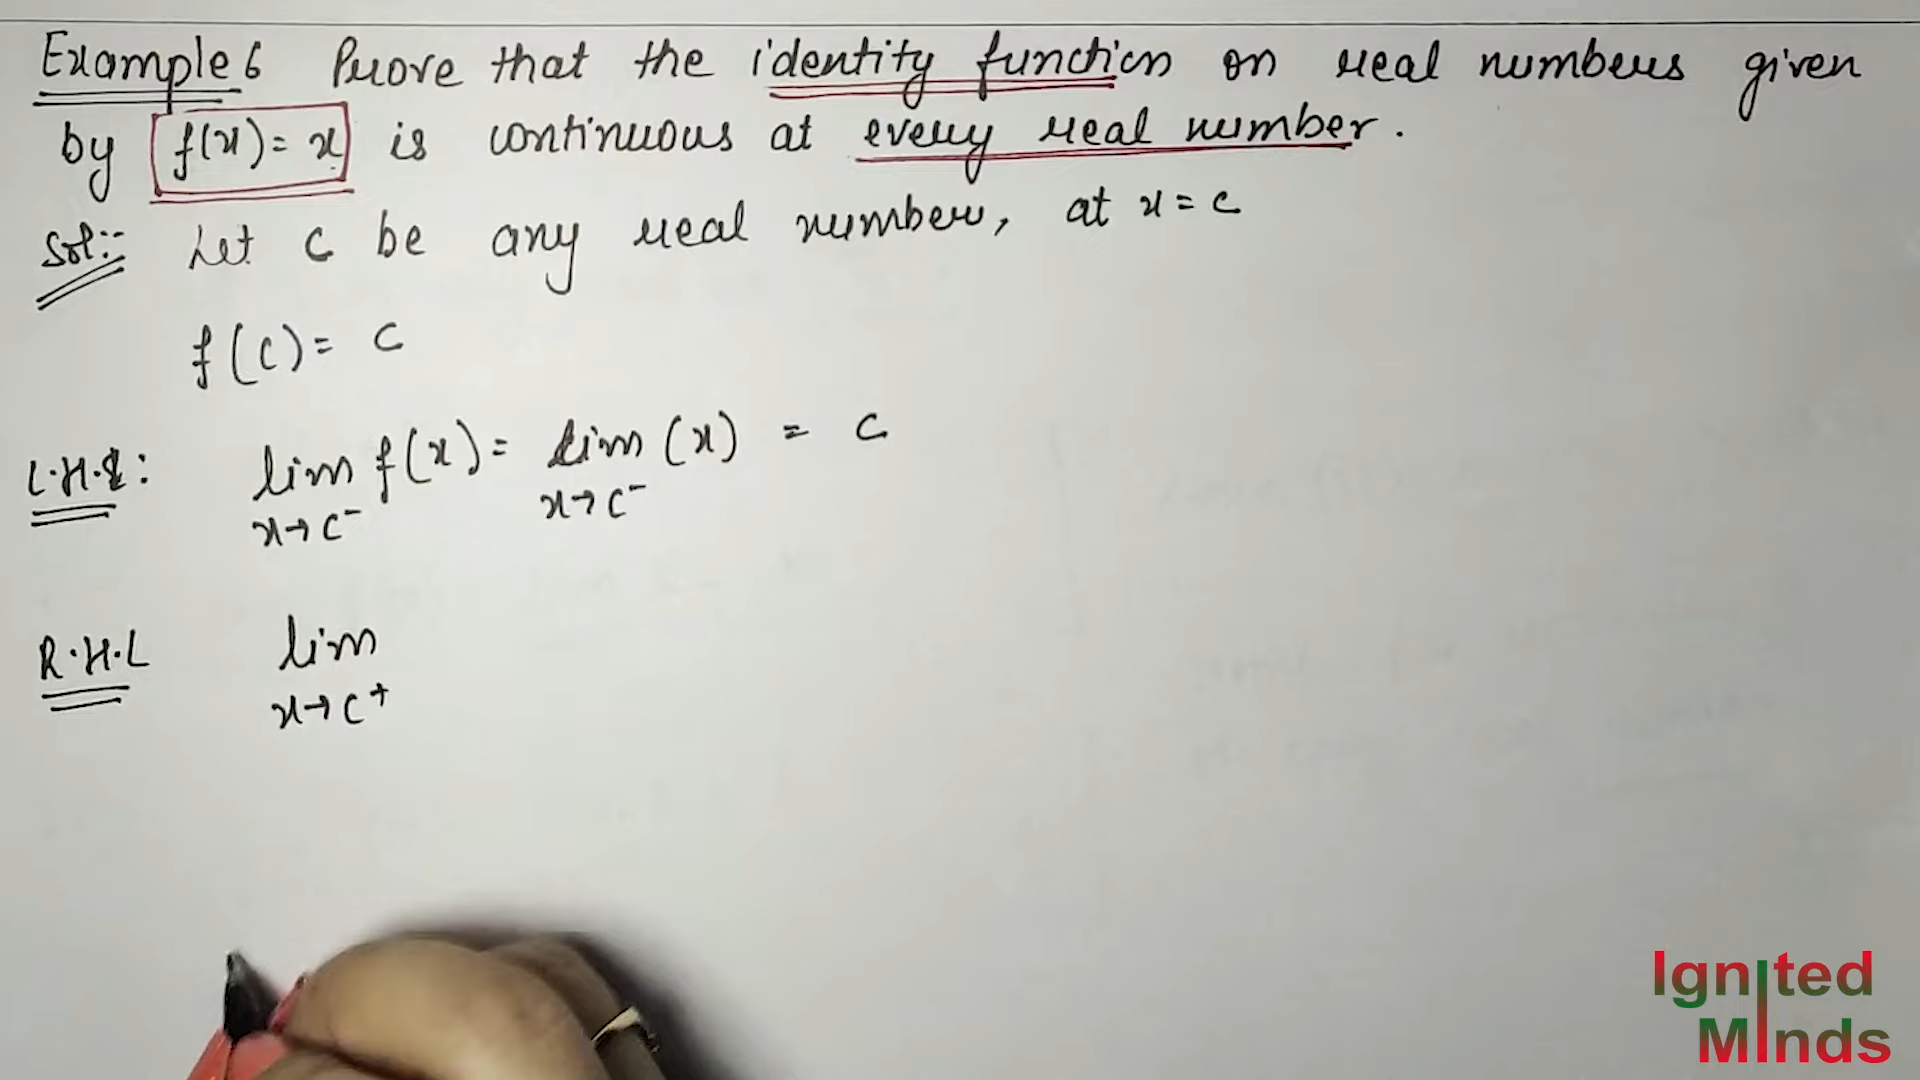 Example 6 Prove that the identity function on real numbers given
by f(x) = x is continuous at every real number.
Sol:- Let c be any real number, at x = c
f(c) = c
L.H.L: lim f(x) = lim (x) = c
x→c⁻ x→c⁻
R.H.L lim
x→c⁺
Ignited
Minds